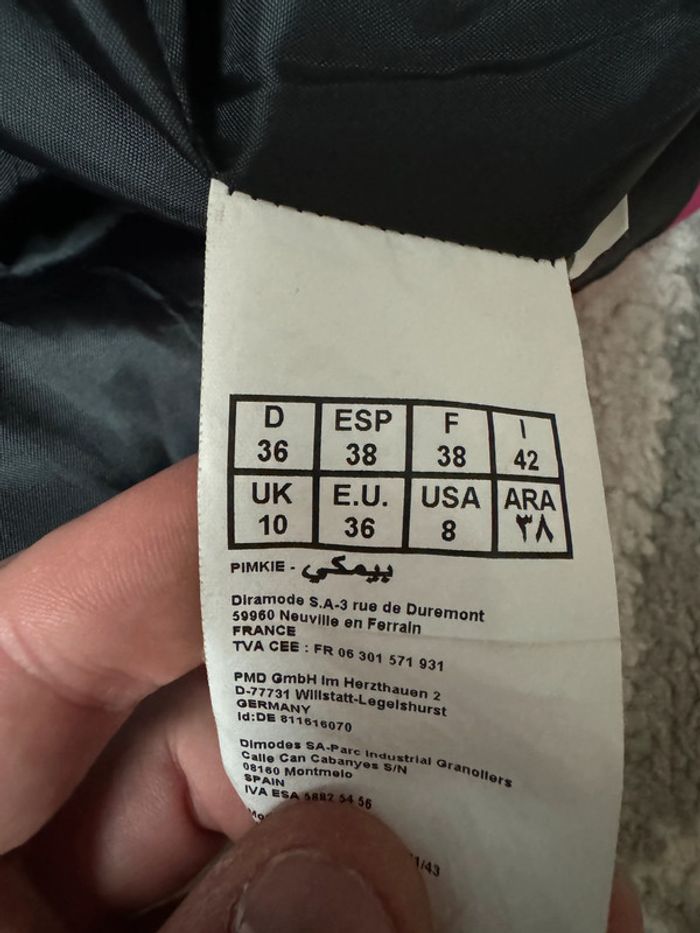 D ESP F I
36 38 38 42
UK E.U. USA ARA
10 36 8 ٣٨
PIMKIE - بيمكي
Diramode S.A-3 rue de Duremont
59960 Neuville en Ferrain
FRANCE
TVA CEE : FR 06 301 571 931
PMD GmbH Im Herzthauen 2
D-77731 Willstatt-Legelshurst
GERMANY
Id:DE 811616070
Dimodes SA-Parc Industrial Granollers
Calle Can Cabanyes S/N
08160 Montmelo
SPAIN
IVA ESA 5882 54 56